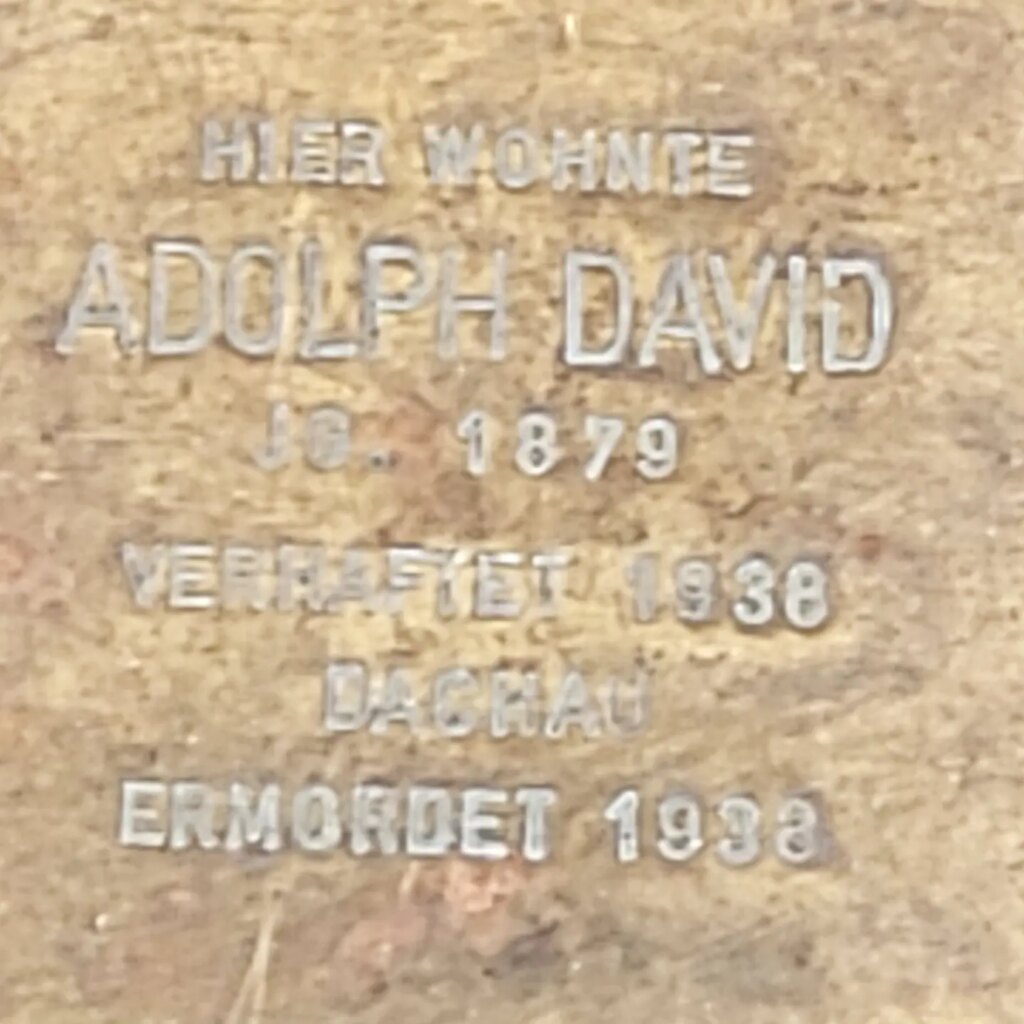 HIER WOHNTE
ADOLPH DAVID
JG. 1879
VERHAFTET 1938
DACHAU
ERMORDET 1938